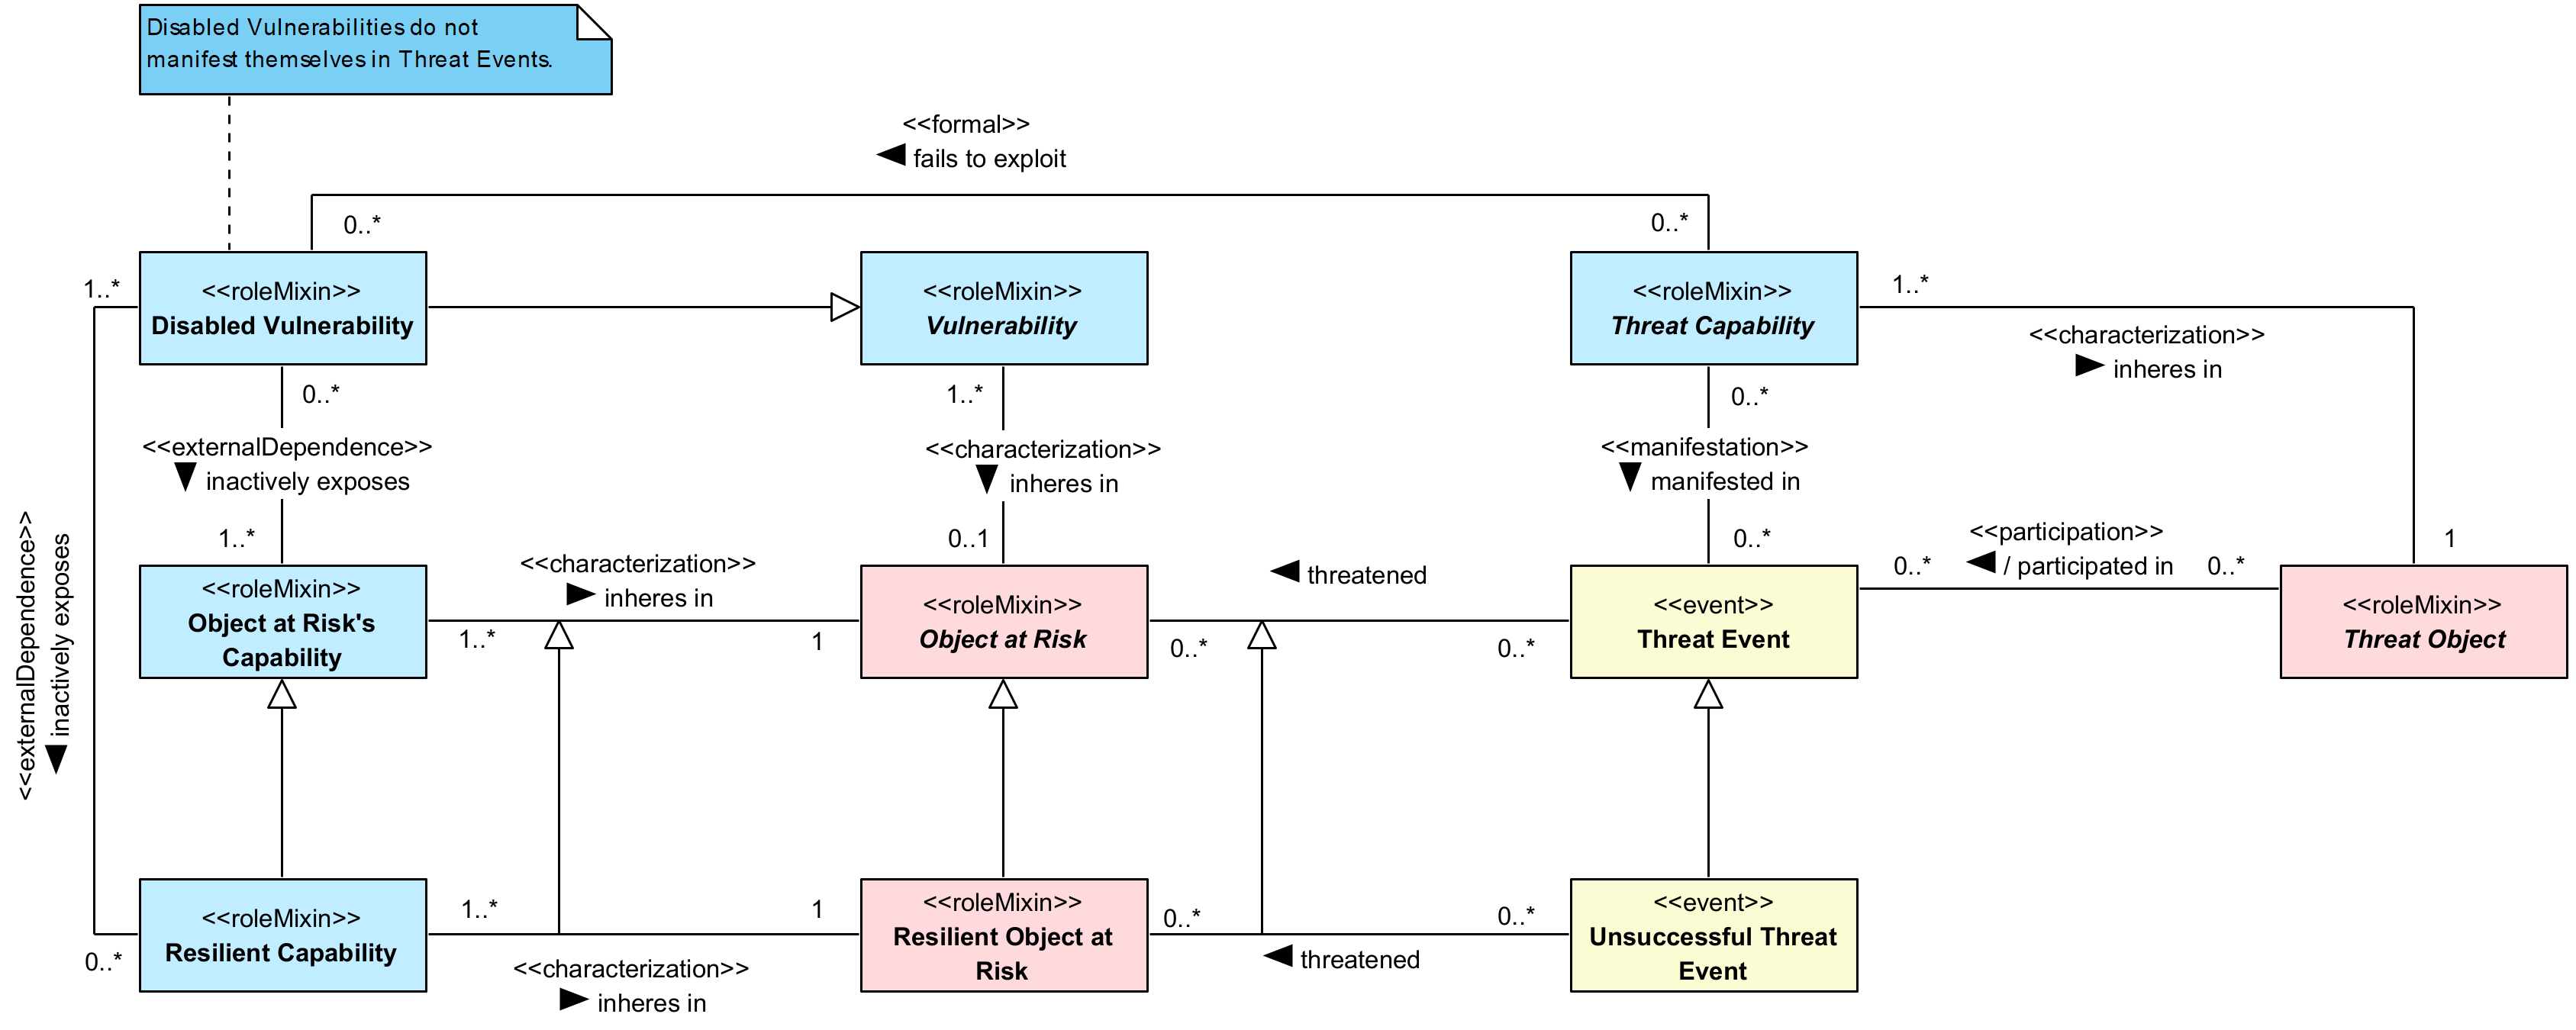 Disabled Vulnerabilities do not
manifest themselves in Threat Events.
<<formal>>
fails to exploit
0..*
0..*
<<roleMixin>>
Disabled Vulnerability
<<roleMixin>>
Vulnerability
<<roleMixin>>
Threat Capability
1..*
1..*
<<characterization>>
inheres in
0..*
1..*
0..*
<<externalDependence>>
inactively exposes
<<characterization>>
inheres in
<<manifestation>>
manifested in
<<externalDependence>>
inactively exposes
1..*
0..1
0..*
1
<<characterization>>
inheres in
threatened
<<participation>>
/ participated in
0..*
0..*
<<roleMixin>>
Object at Risk's
Capability
<<roleMixin>>
Object at Risk
<<event>>
Threat Event
<<roleMixin>>
Threat Object
1..*
1
0..*
0..*
<<roleMixin>>
Resilient Capability
<<roleMixin>>
Resilient Object at
Risk
<<event>>
Unsuccessful Threat
Event
1..*
1
0..*
0..*
0..*
<<characterization>>
inheres in
threatened